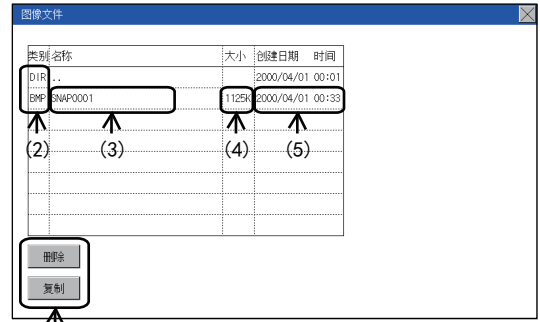 图像文件
类别 名称 大小 创建日期 时间
DIR .. 2000/04/01 00:01
BMP SNAP0001 1125K 2000/04/01 00:33
(2) (3) (4) (5)
删除
复制